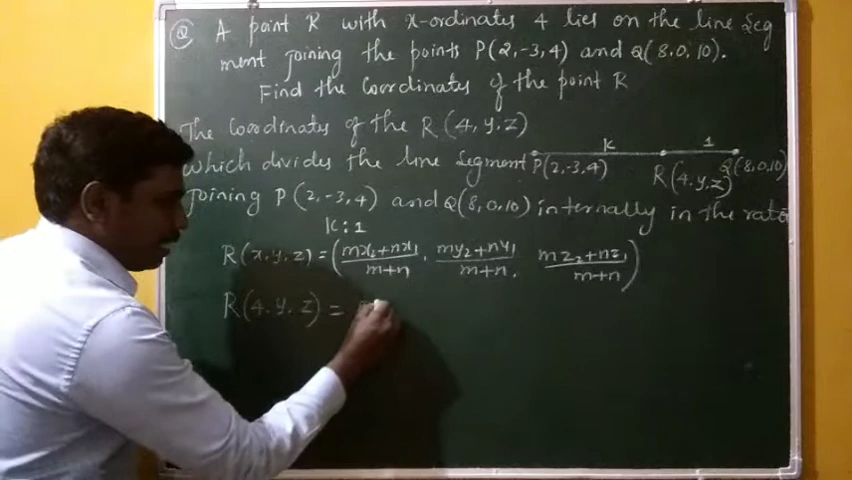 Q A point R with x-ordinates 4 lies on the line Seg
ment joining the points P(2,-3,4) and Q(8,0,10).
Find the Coordinates of the point R
The Coordinates of the R(4,y,z)
K 1
which divides the line Segment P(2,-3,4) R(4,y,z) Q(8,0,10)
joining P(2,-3,4) and Q(8,0,10) internally in the ratio
K:1
R(x,y,z) = (mx₂+nx₁/m+n, my₂+ny₁/m+n, mz₂+nz₁/m+n)
R(4,y,z) =